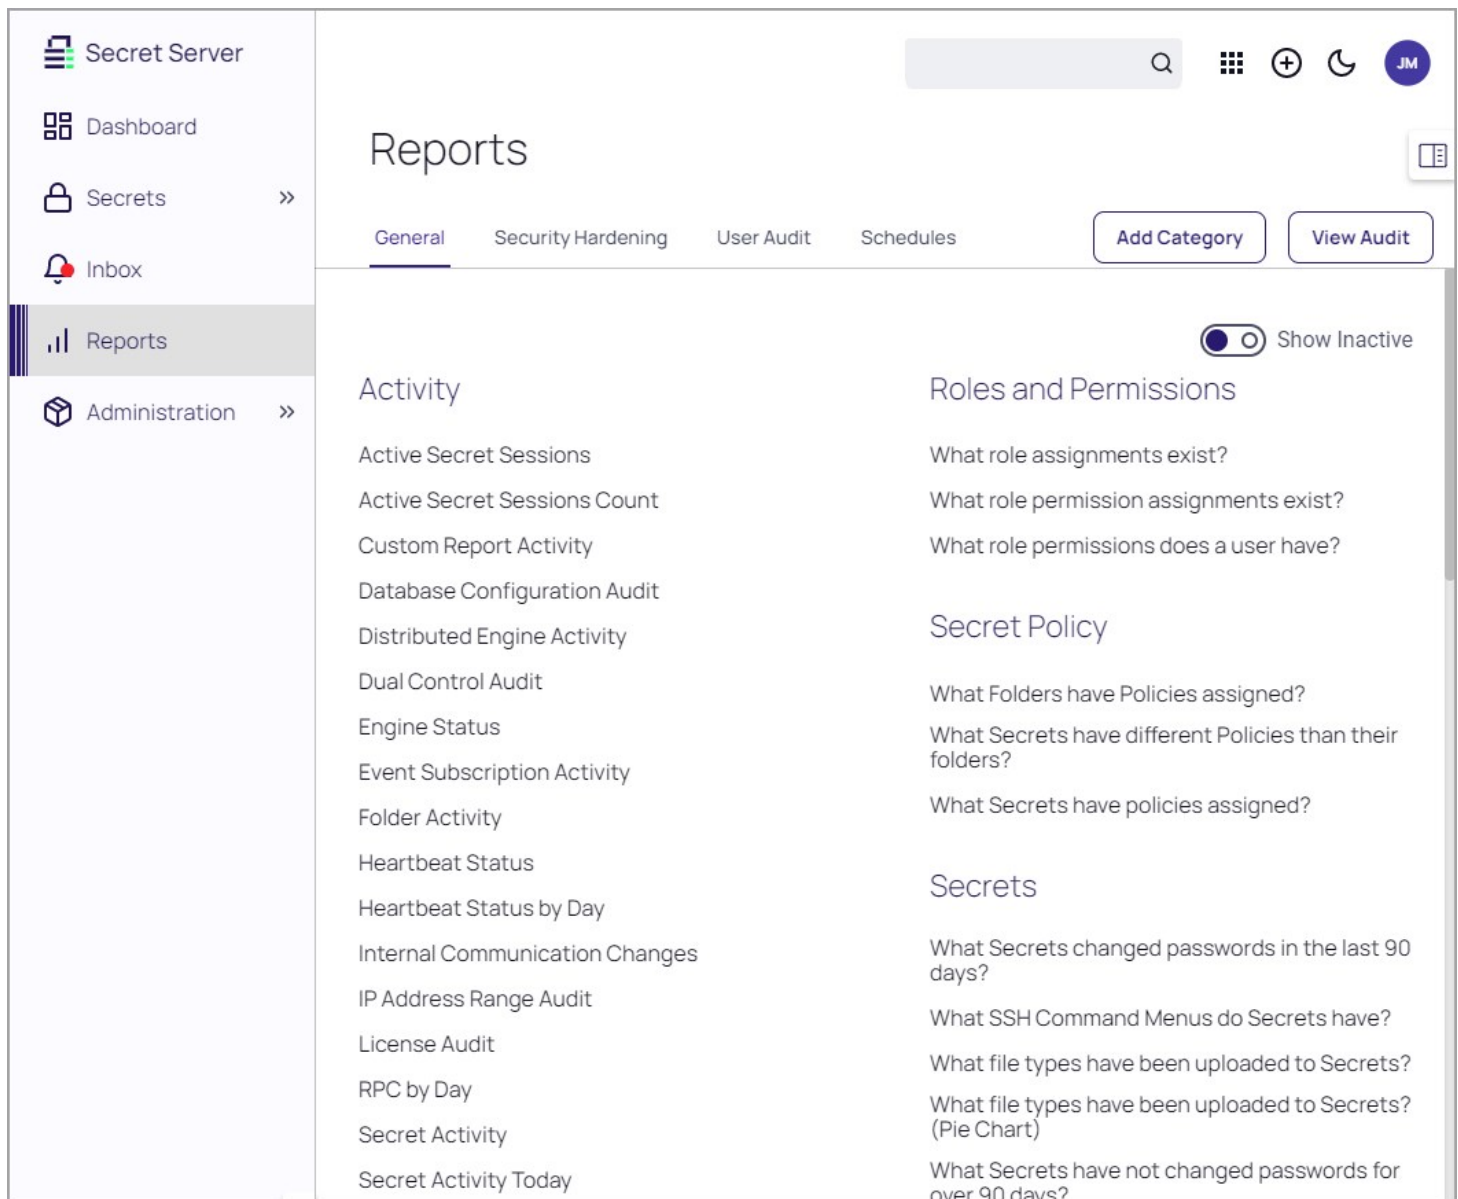 Secret Server
Dashboard
Secrets
Inbox
Reports
Administration
JM
Reports
General
Security Hardening
User Audit
Schedules
Add Category
View Audit
Show Inactive
Activity
Active Secret Sessions
Active Secret Sessions Count
Custom Report Activity
Database Configuration Audit
Distributed Engine Activity
Dual Control Audit
Engine Status
Event Subscription Activity
Folder Activity
Heartbeat Status
Heartbeat Status by Day
Internal Communication Changes
IP Address Range Audit
License Audit
RPC by Day
Secret Activity
Secret Activity Today
Roles and Permissions
What role assignments exist?
What role permission assignments exist?
What role permissions does a user have?
Secret Policy
What Folders have Policies assigned?
What Secrets have different Policies than their
folders?
What Secrets have policies assigned?
Secrets
What Secrets changed passwords in the last 90
days?
What SSH Command Menus do Secrets have?
What file types have been uploaded to Secrets?
What file types have been uploaded to Secrets?
(Pie Chart)
What Secrets have not changed passwords for
over 90 days?